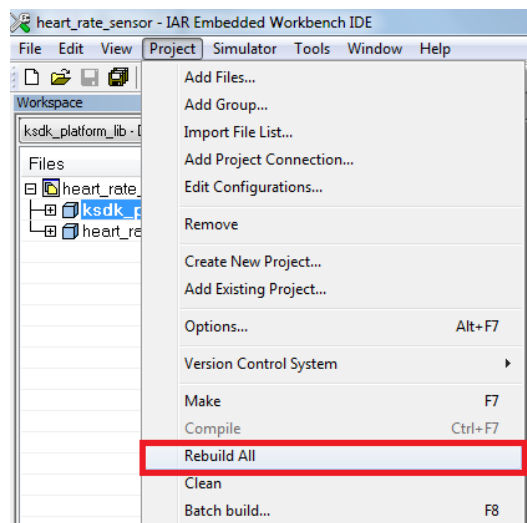 heart_rate_sensor - IAR Embedded Workbench IDE
File Edit View Project Simulator Tools Window Help
Workspace
ksdk_platform_lib -
Files
heart_rate_
ksdk_p
heart_ra
Add Files...
Add Group...
Import File List...
Add Project Connection...
Edit Configurations...
Remove
Create New Project...
Add Existing Project...
Options... Alt+F7
Version Control System
Make F7
Compile Ctrl+F7
Rebuild All
Clean
Batch build... F8